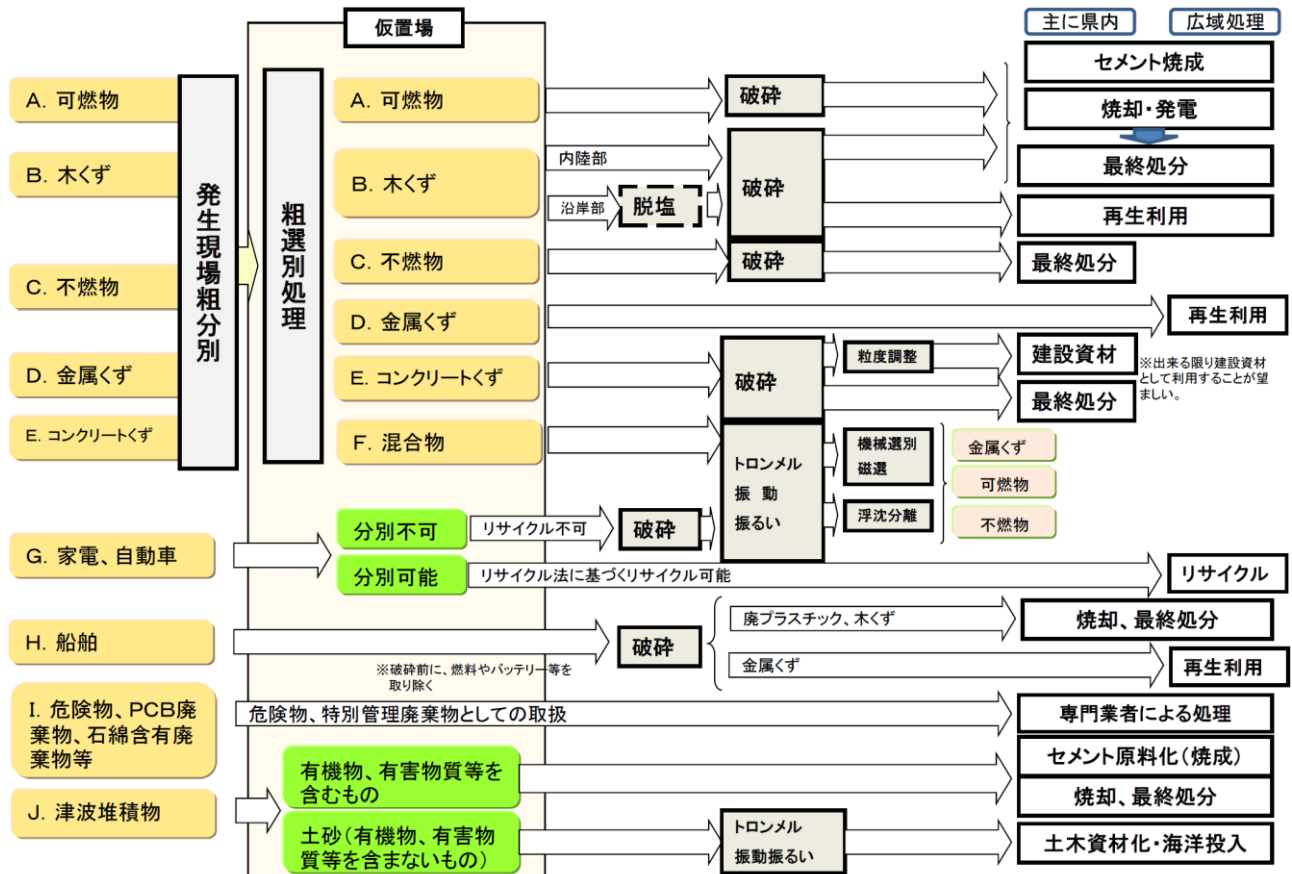 仮置場
主に県内
広域処理
A. 可燃物
B. 木くず
C. 不燃物
D. 金属くず
E. コンクリートくず
発生現場粗分別
粗選別処理
A. 可燃物
B. 木くず
C. 不燃物
D. 金属くず
E. コンクリートくず
F. 混合物
内陸部
沿岸部
脱塩
破砕
破砕
破砕
破砕
セメント焼成
焼却・発電
最終処分
再生利用
最終処分
再生利用
粒度調整
建設資材
※出来る限り建設資材
として利用することが望
ましい。
最終処分
トロンメル
振 動
振るい
機械選別
磁選
浮沈分離
金属くず
可燃物
不燃物
G. 家電、自動車
分別不可
リサイクル不可
破砕
分別可能
リサイクル法に基づくリサイクル可能
リサイクル
H. 船舶
※破砕前に、燃料やバッテリー等を
取り除く
破砕
廃プラスチック、木くず
焼却、最終処分
金属くず
再生利用
I. 危険物、PCB廃
棄物、石綿含有廃
棄物等
危険物、特別管理廃棄物としての取扱
専門業者による処理
J. 津波堆積物
有機物、有害物質等を
含むもの
セメント原料化(焼成)
焼却、最終処分
土砂(有機物、有害物
質等を含まないもの)
トロンメル
振動振るい
土木資材化・海洋投入